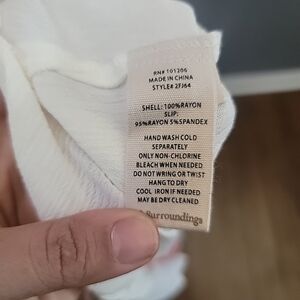 RN# 101206
MADE IN CHINA
STYLE# 2FJ64
SHELL: 100%RAYON
SLIP:
95%RAYON 5%SPANDEX
HAND WASH COLD
SEPARATELY
ONLY NON-CHLORINE
BLEACH WHEN NEEDED
DO NOT WRING OR TWIST
HANG TO DRY
COOL IRON IF NEEDED
MAY BE DRY CLEANED
Surroundings